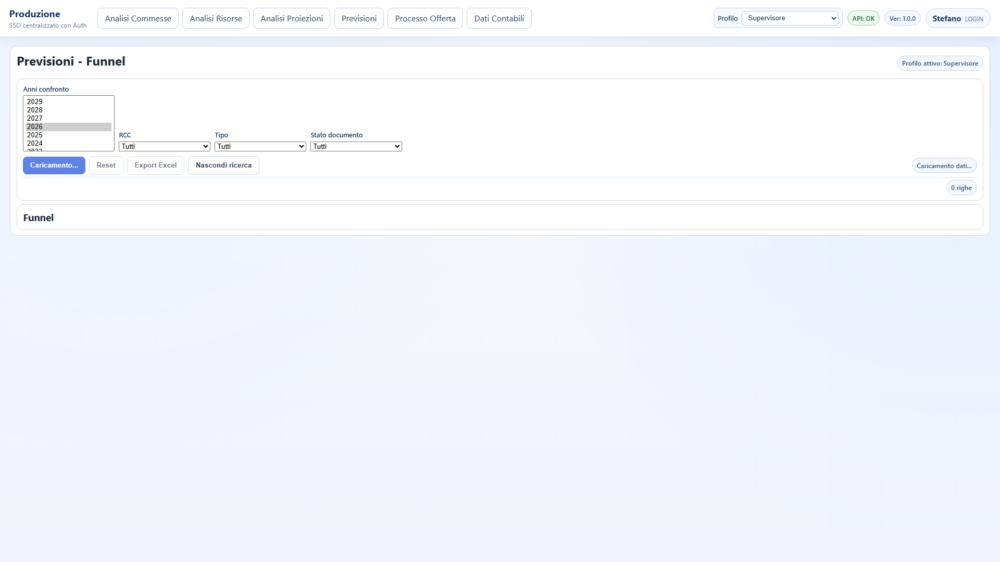 Produzione
SSO centralizzato con Auth
Analisi Commesse
Analisi Risorse
Analisi Proiezioni
Previsioni
Processo Offerta
Dati Contabili
Profilo
Supervisore
API: OK
Ver: 1.0.0
Stefano LOGIN
Previsioni - Funnel
Profilo attivo: Supervisore
Anni confronto
2029
2028
2027
2026
2025
2024
RCC
Tutti
Tipo
Tutti
Stato documento
Tutti
Caricamento...
Reset
Export Excel
Nascondi ricerca
Caricamento dati...
0 righe
Funnel